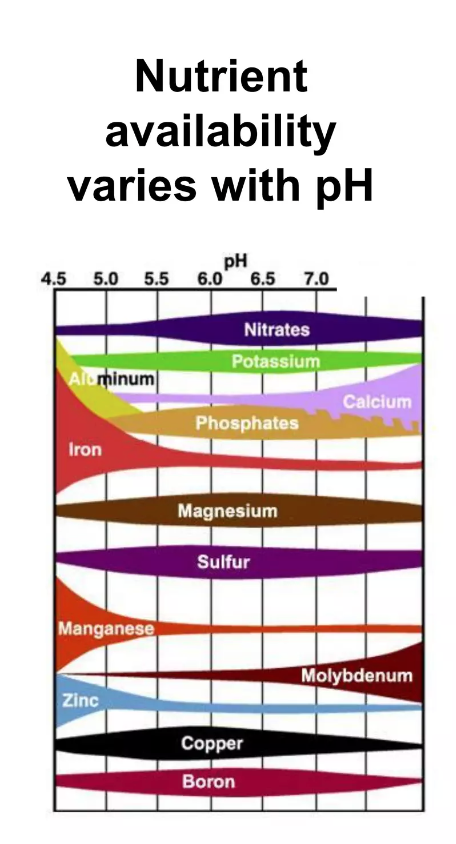 Nutrient
availability
varies with pH
pH
4.5 5.0 5.5 6.0 6.5 7.0
Nitrates
Potassium
Aluminum
Calcium
Phosphates
Iron
Magnesium
Sulfur
Manganese
Molybdenum
Zinc
Copper
Boron